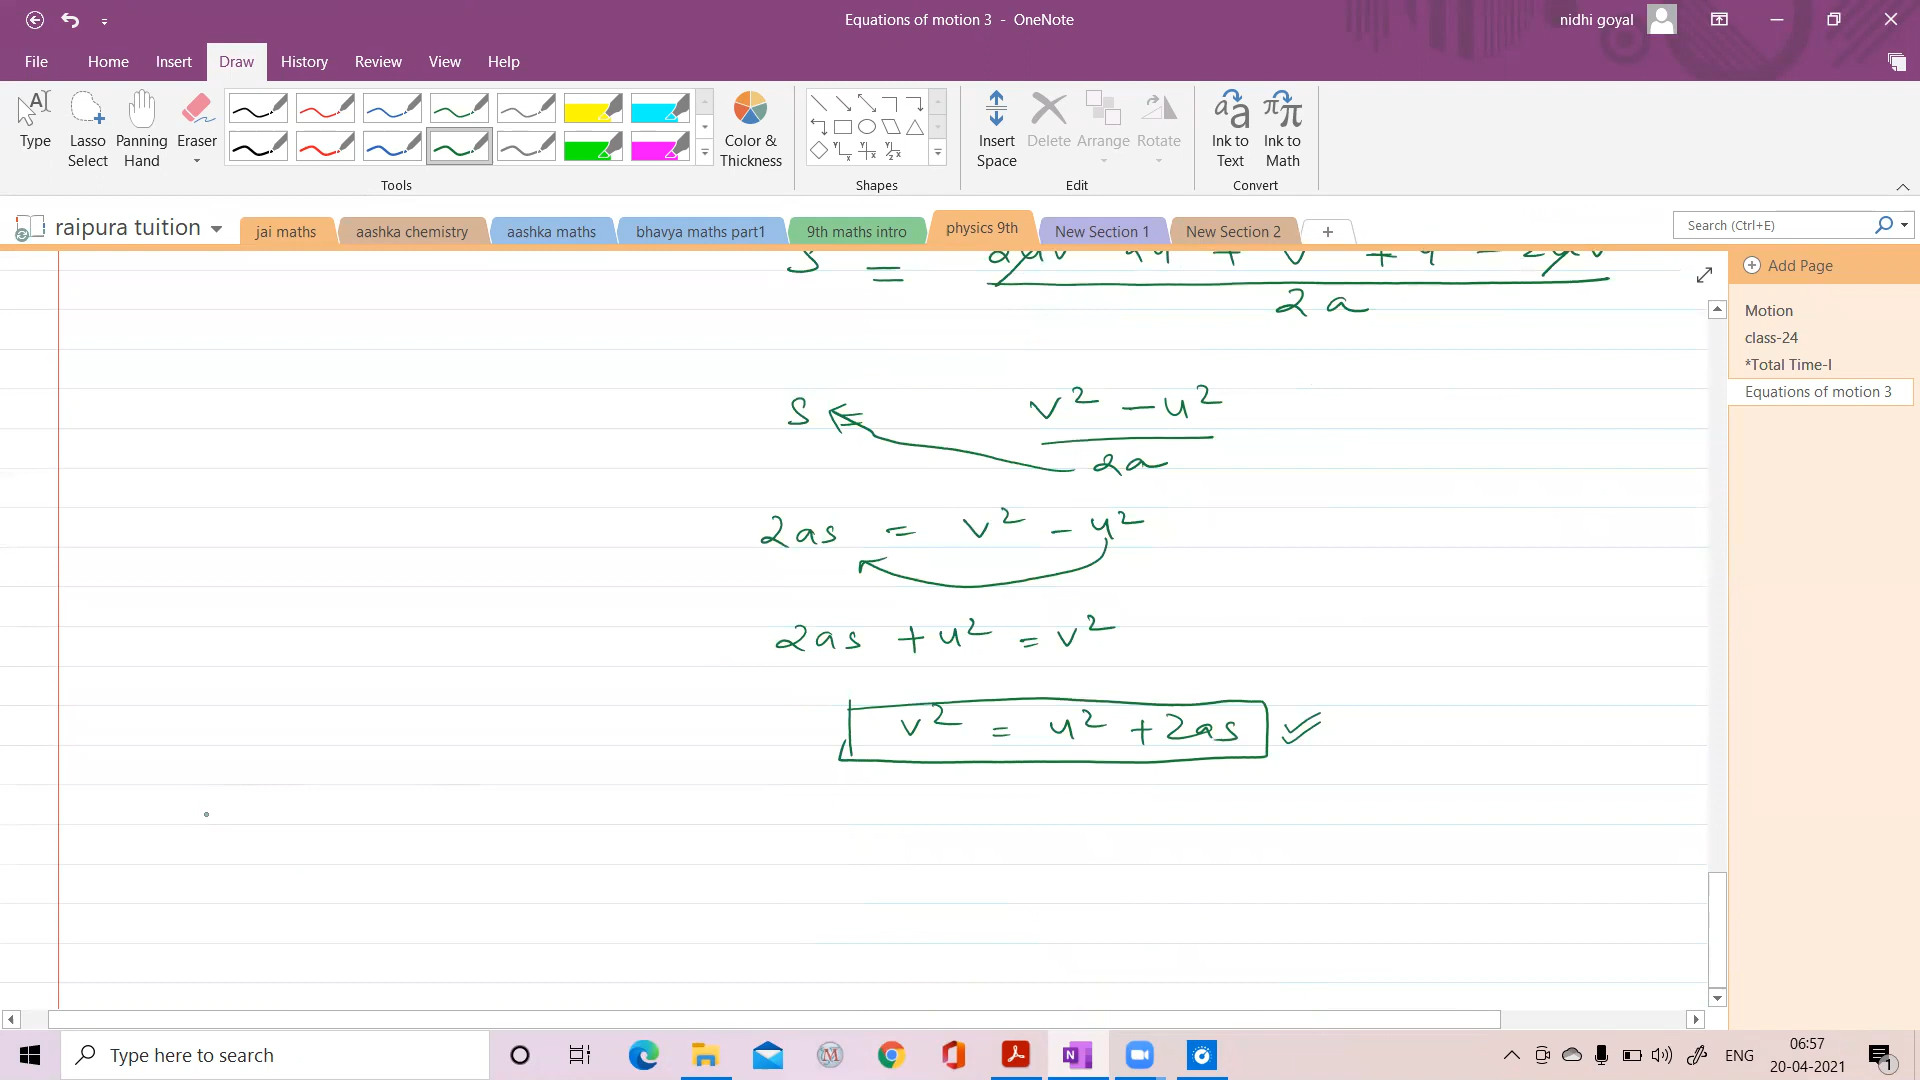 Equations of motion 3 - OneNote
nidhi goyal
File Home Insert Draw History Review View Help
Type
Lasso Select
Panning Hand
Eraser
Color & Thickness
Insert Space
Delete
Arrange
Rotate
Ink to Text
Ink to Math
Tools
Shapes
Edit
Convert
raipura tuition
jai maths
aashka chemistry
aashka maths
bhavya maths part1
9th maths intro
physics 9th
New Section 1
New Section 2
Search (Ctrl+E)
Add Page
Motion
class-24
*Total Time-I
Equations of motion 3
2a
S v² - u²
2a
2as = v² - u²
2as + u² = v²
v² = u² + 2as
Type here to search
ENG
06:57
20-04-2021
1